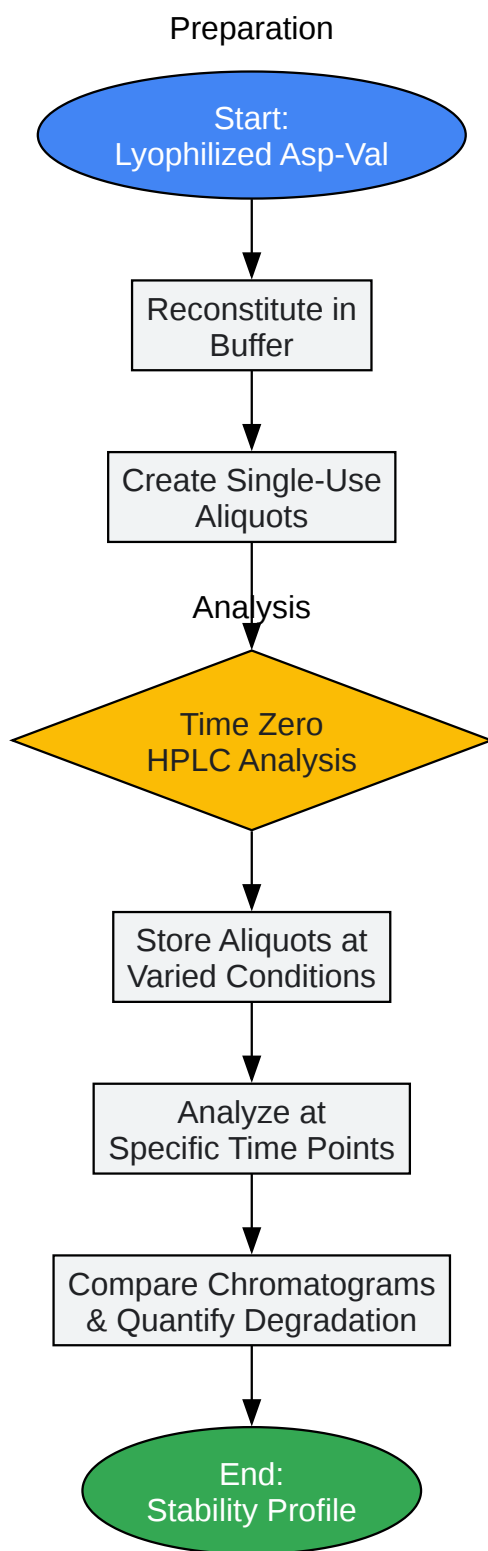 Preparation
Start:
Lyophilized Asp-Val
Reconstitute in
Buffer
Create Single-Use
Aliquots
Analysis
Time Zero
HPLC Analysis
Store Aliquots at
Varied Conditions
Analyze at
Specific Time Points
Compare Chromatograms
& Quantify Degradation
End:
Stability Profile